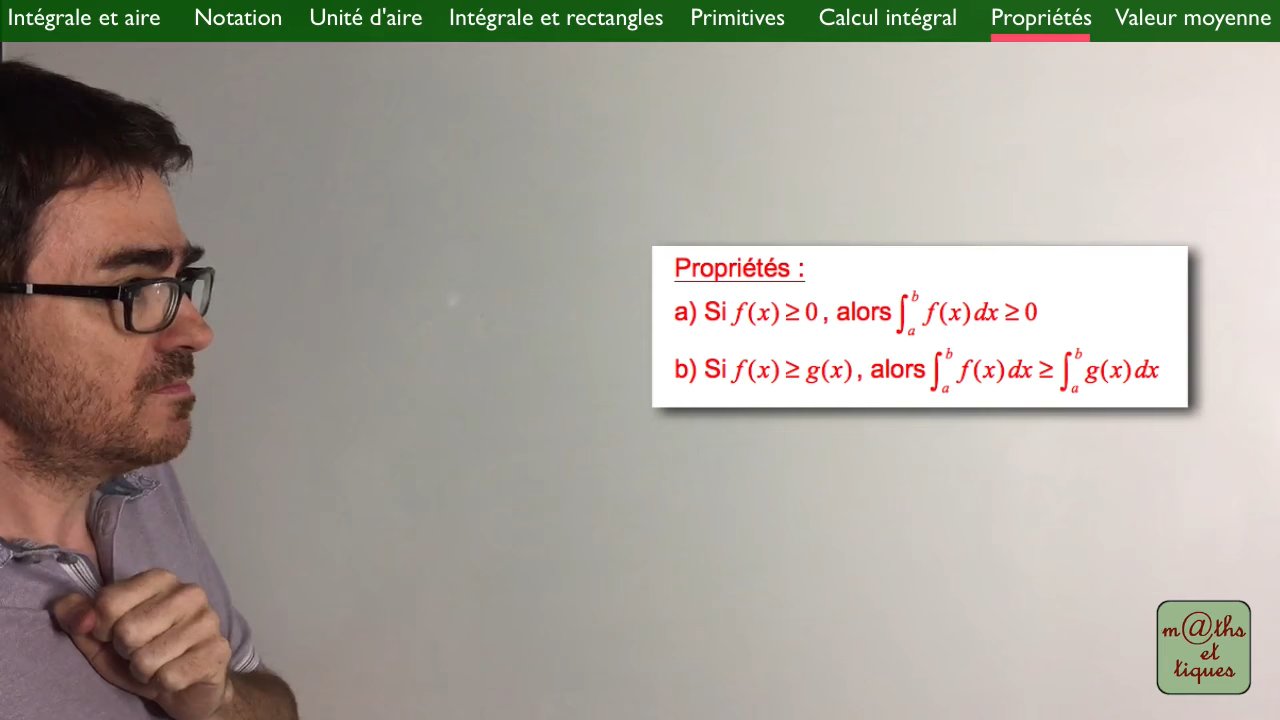 Intégrale et aire Notation Unité d'aire Intégrale et rectangles Primitives Calcul intégral Propriétés Valeur moyenne
Propriétés :
a) Si f(x) ≥ 0, alors ∫_a^b f(x) dx ≥ 0
b) Si f(x) ≥ g(x), alors ∫_a^b f(x) dx ≥ ∫_a^b g(x) dx
m@ths
et
tiques